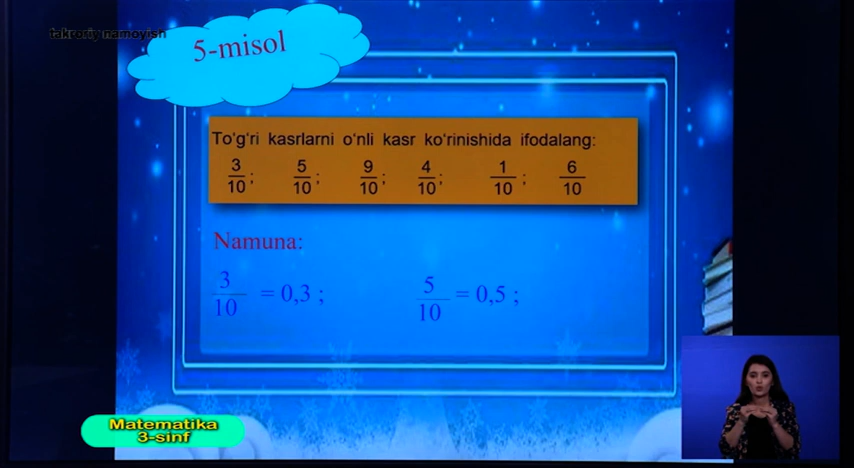 takroriy namoyish
5-misol
To'g'ri kasrlarni o'nli kasr ko'rinishida ifodalang:
3/10; 5/10; 9/10; 4/10; 1/10; 6/10
Namuna:
3/10 = 0,3 ; 5/10 = 0,5 ;
Matematika
3-sinf